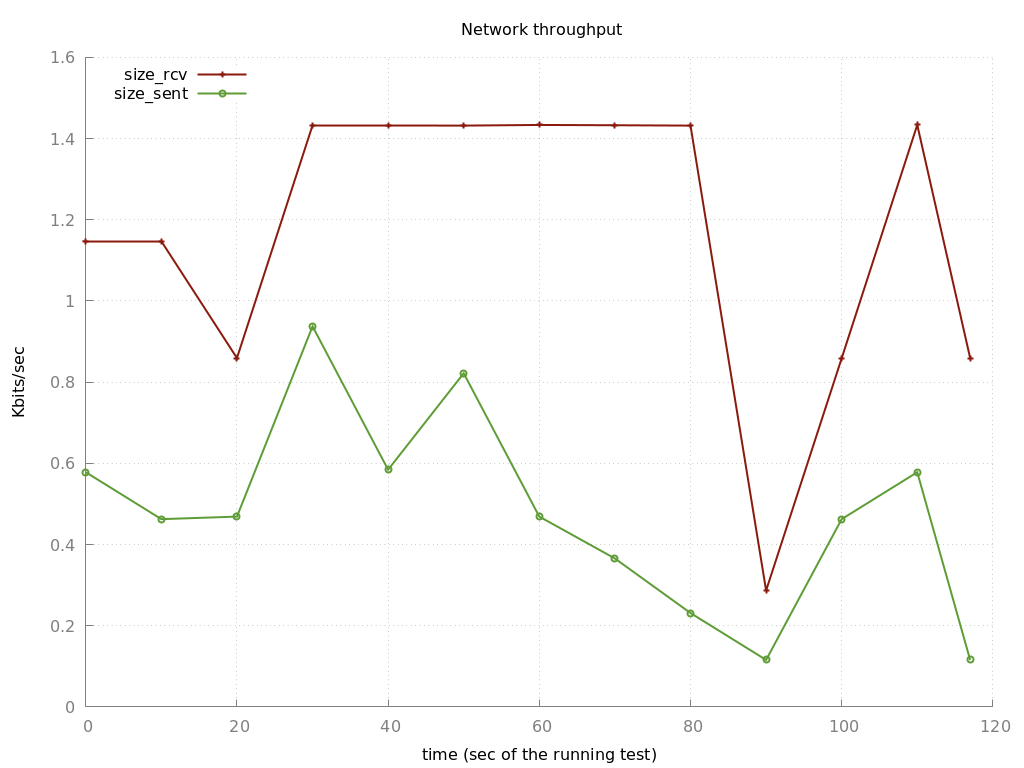 Network throughput
1.6
1.4
1.2
1
0.8
0.6
0.4
0.2
0
size_rcv
size_sent
Kbits/sec
0 20 40 60 80 100 120
time (sec of the running test)